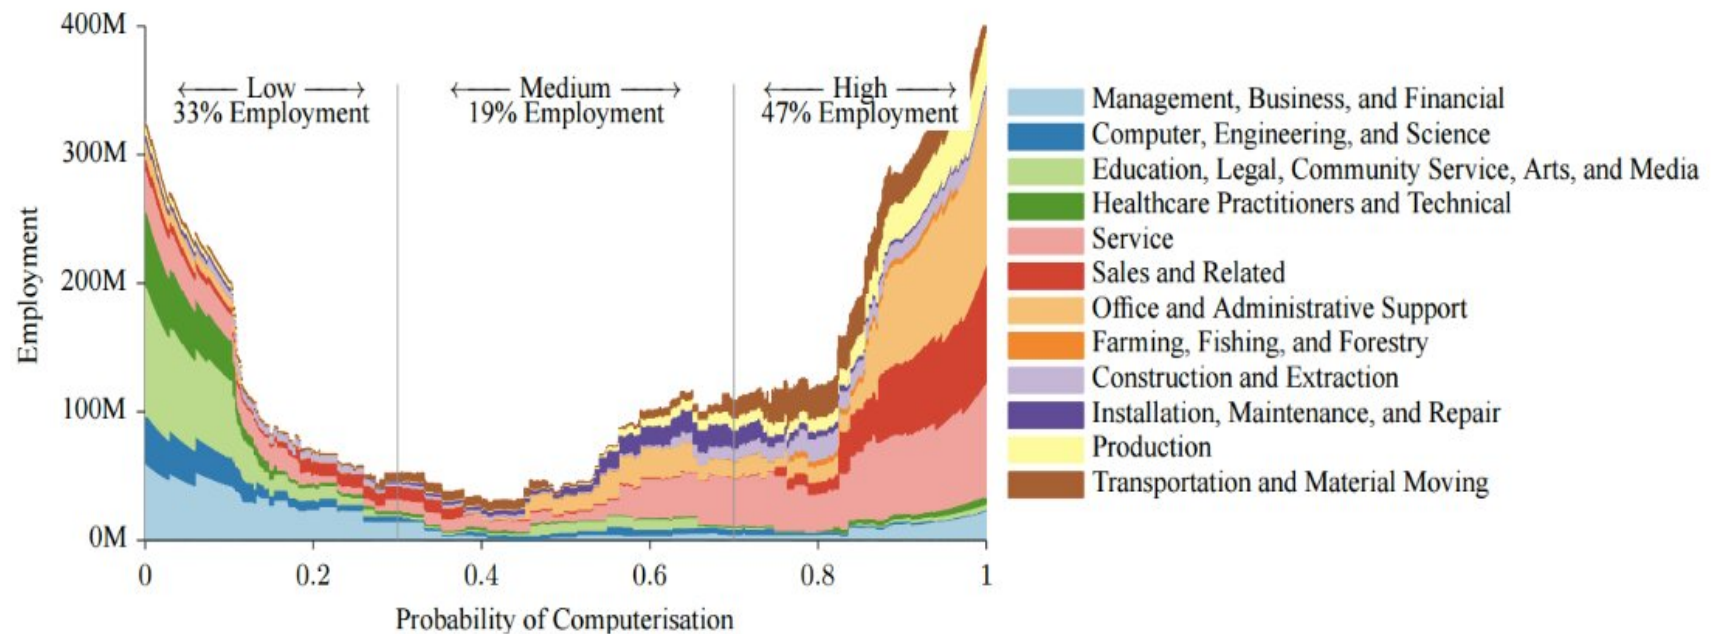 400M
300M
200M
100M
0M
Employment
← Low →
33% Employment
← Medium →
19% Employment
← High →
47% Employment
0
0.2
0.4
0.6
0.8
1
Probability of Computerisation
Management, Business, and Financial
Computer, Engineering, and Science
Education, Legal, Community Service, Arts, and Media
Healthcare Practitioners and Technical
Service
Sales and Related
Office and Administrative Support
Farming, Fishing, and Forestry
Construction and Extraction
Installation, Maintenance, and Repair
Production
Transportation and Material Moving